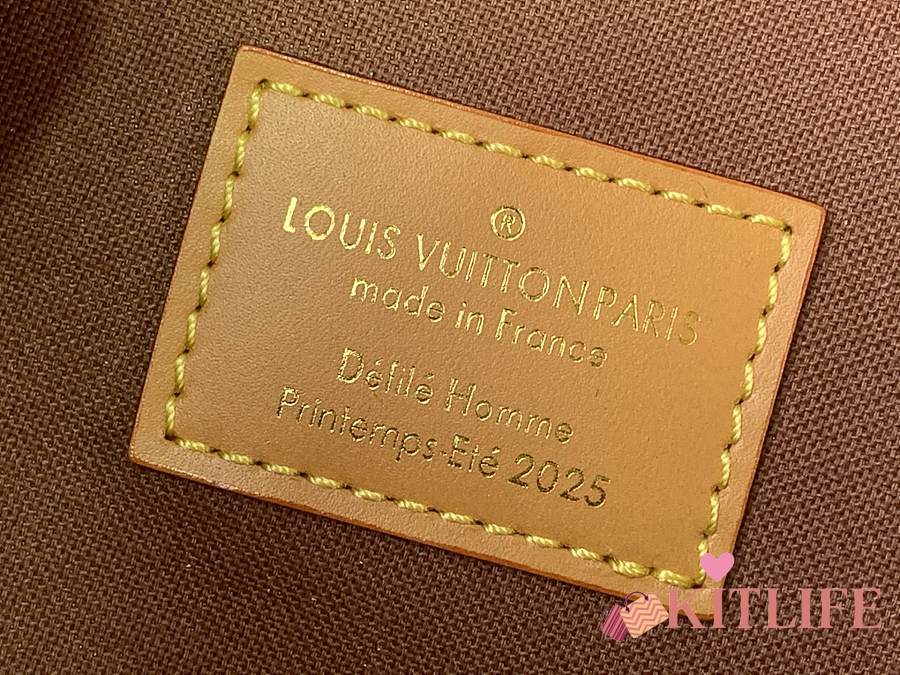 ®
LOUIS VUITTON PARIS
made in France
Défilé Homme
Printemps-Eté 2025
KITLIFE